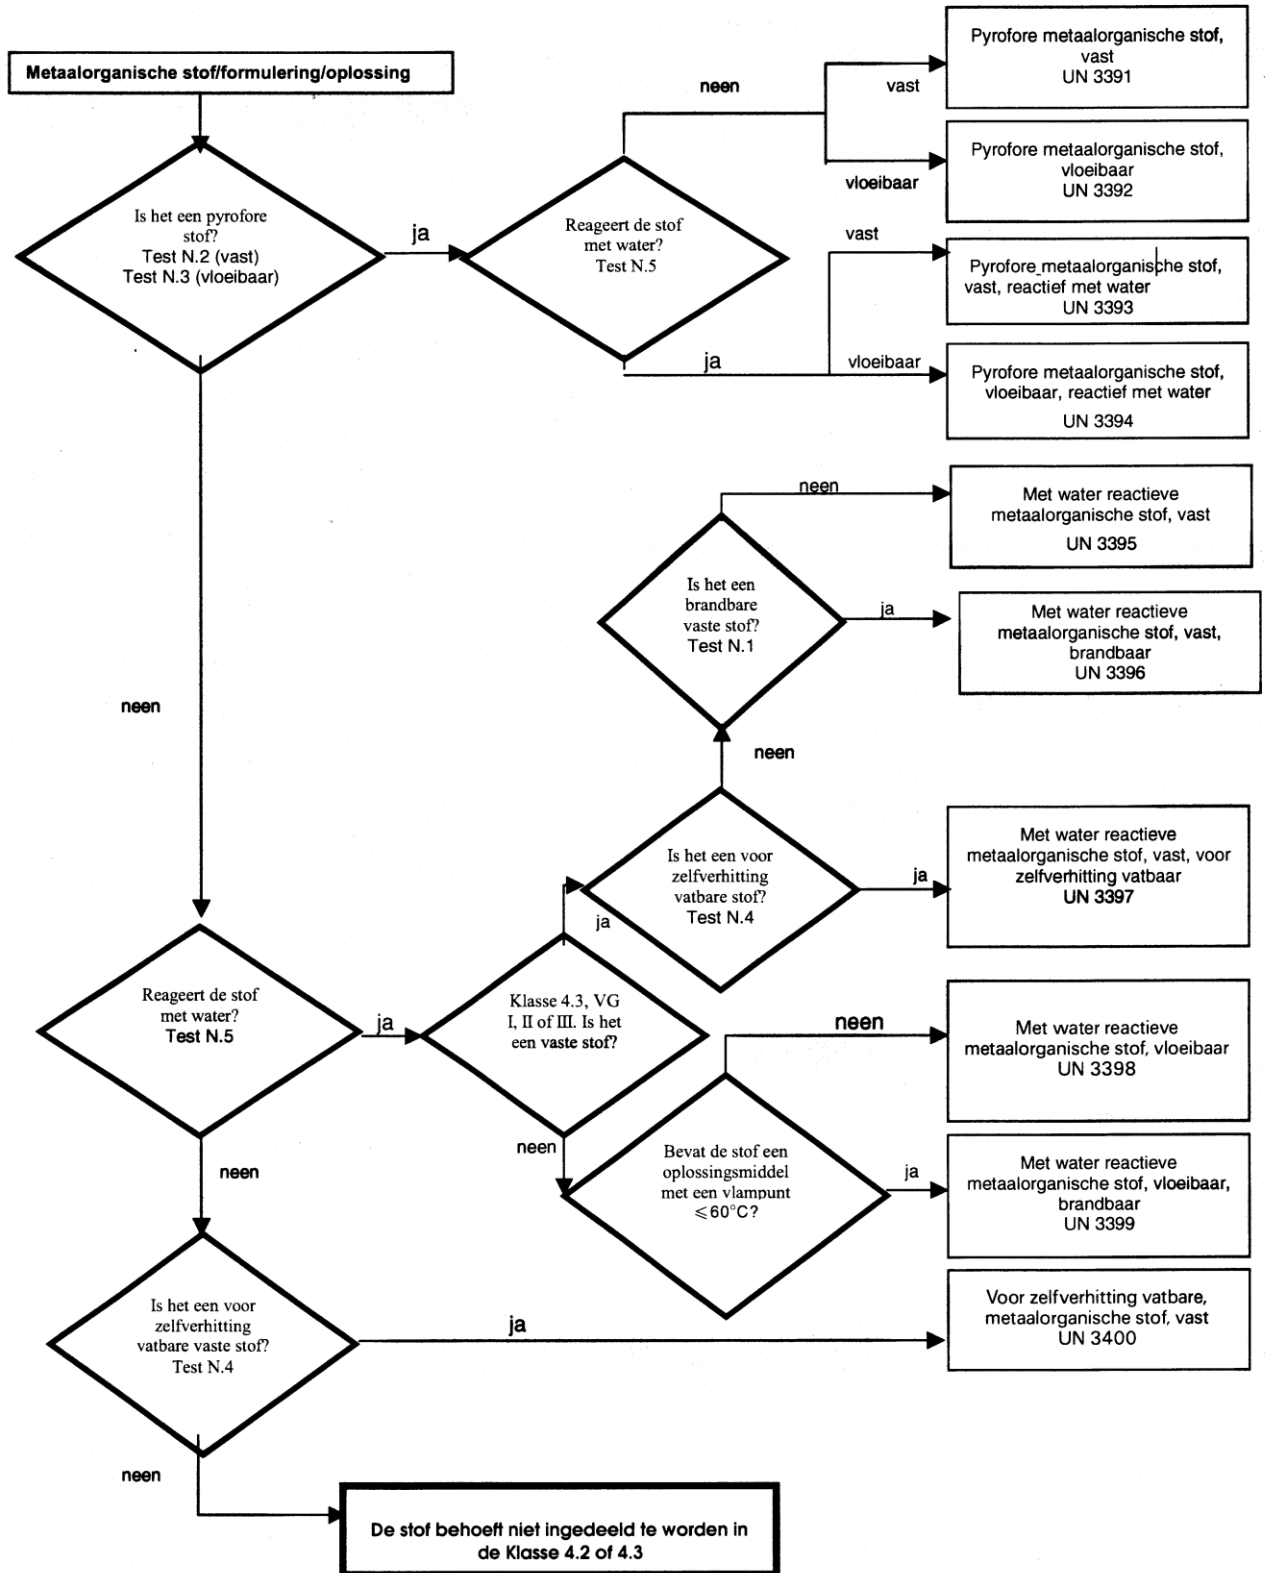 Metaalorganische stof/formulering/oplossing
Is het een pyrofore
stof?
Test N.2 (vast)
Test N.3 (vloeibaar)
ja
Reageert de stof
met water?
Test N.5
neen
vast
Pyrofore metaalorganische stof,
vast
UN 3391
vloeibaar
Pyrofore metaalorganische stof,
vloeibaar
UN 3392
ja
vast
Pyrofore metaalorganische stof,
vast, reactief met water
UN 3393
vloeibaar
Pyrofore metaalorganische stof,
vloeibaar, reactief met water
UN 3394
neen
Met water reactieve
metaalorganische stof, vast
UN 3395
Is het een
brandbare
vaste stof?
Test N.1
ja
Met water reactieve
metaalorganische stof, vast,
brandbaar
UN 3396
neen
neen
Is het een voor
zelfverhitting
vatbare stof?
Test N.4
ja
Met water reactieve
metaalorganische stof, vast, voor
zelfverhitting vatbaar
UN 3397
ja
Reageert de stof
met water?
Test N.5
ja
Klasse 4.3, VG
I, II of III. Is het
een vaste stof?
neen
Met water reactieve
metaalorganische stof, vloeibaar
UN 3398
neen
Bevat de stof een
oplossingsmiddel
met een vlampunt
≤60°C?
ja
Met water reactieve
metaalorganische stof, vloeibaar,
brandbaar
UN 3399
neen
Is het een voor
zelfverhitting
vatbare vaste stof?
Test N.4
ja
Voor zelfverhitting vatbare,
metaalorganische stof, vast
UN 3400
neen
De stof behoeft niet ingedeeld te worden in
de Klasse 4.2 of 4.3